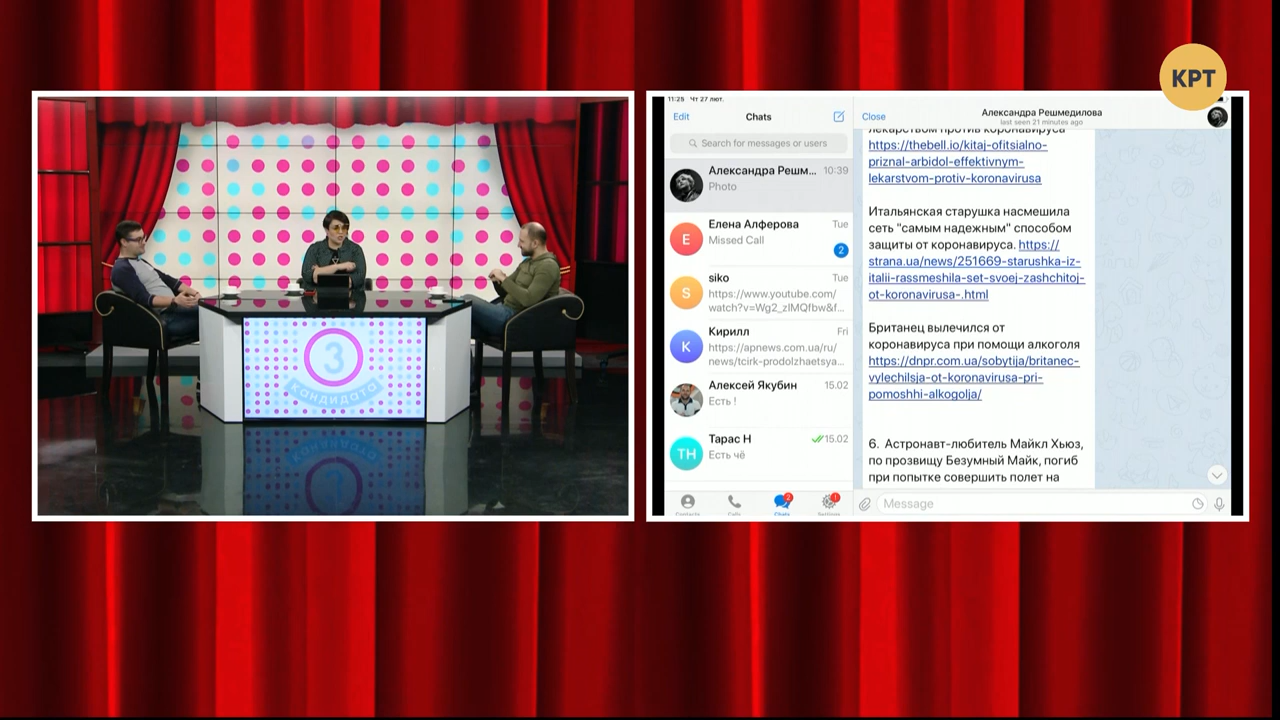 КРТ
3
кандидата
11:25 Чт 27 лют.
Edit
Chats
Search for messages or users
Александра Решм... 10:39
Photo
Елена Алферова Tue
Missed Call
2
siko Tue
https://www.youtube.com/
watch?v=Wg2_zIMQfbw&f...
Кирилл Fri
https://apnews.com.ua/ru/
news/tcirk-prodolzhaetsya...
Алексей Якубин 15.02
Есть !
Тарас Н 15.02
Есть чё
Contacts
Calls
Chats
Settings
2
!
E
S
К
ТН
Close
Александра Решмедилова
last seen 21 minutes ago
лекарством против коронавируса
https://thebell.io/kitaj-ofitsialno-
priznal-arbidol-effektivnym-
lekarstvom-protiv-koronavirusa
Итальянская старушка насмешила
сеть "самым надежным" способом
защиты от коронавируса. https://
strana.ua/news/251669-starushka-iz-
italii-rassmeshila-set-svoej-zashchitoj-
ot-koronavirusa-.html
Британец вылечился от
коронавируса при помощи алкоголя
https://dnpr.com.ua/sobytija/britanec-
vylechilsja-ot-koronavirusa-pri-
pomoshhi-alkogolja/
6. Астронавт-любитель Майкл Хьюз,
по прозвищу Безумный Майк, погиб
при попытке совершить полет на
Message